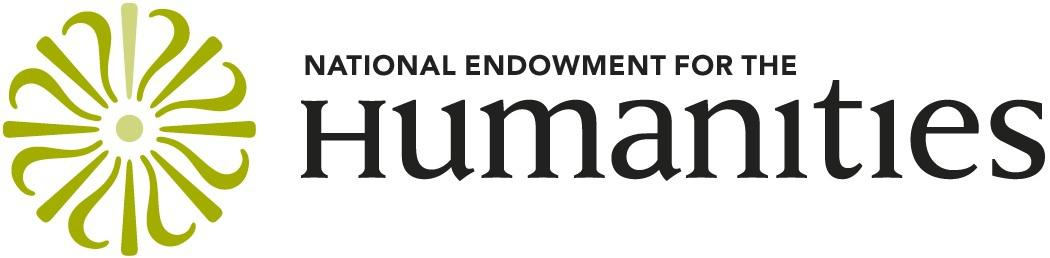 NATIONAL ENDOWMENT FOR THE
Humanities